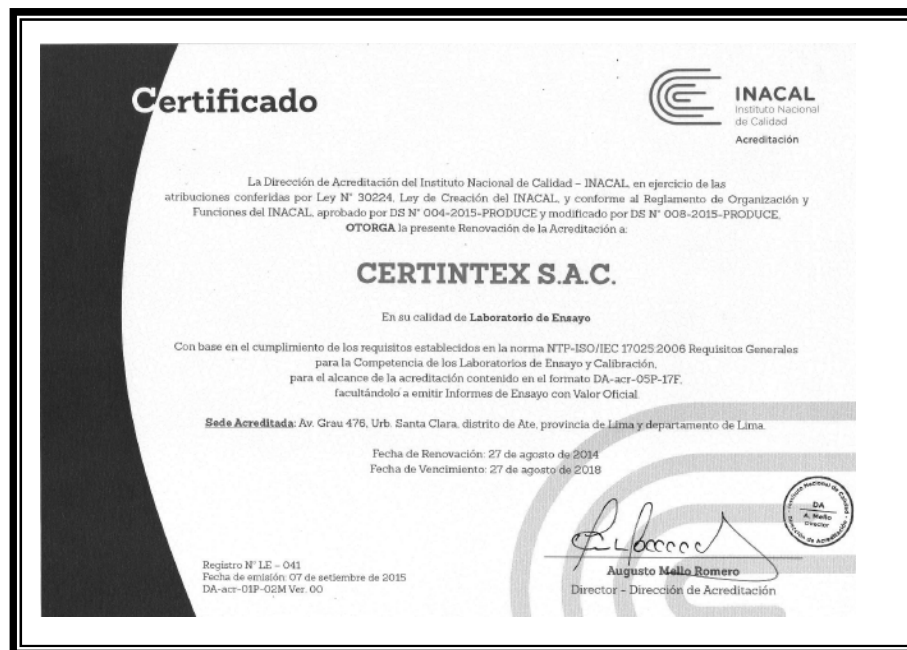 Certificado
INACAL
Instituto Nacional
de Calidad
Acreditación
La Dirección de Acreditación del Instituto Nacional de Calidad – INACAL, en ejercicio de las
atribuciones conferidas por Ley N° 30224, Ley de Creación del INACAL, y conforme al Reglamento de Organización y
Funciones del INACAL, aprobado por DS N° 004-2015-PRODUCE y modificado por DS N° 008-2015-PRODUCE,
OTORGA la presente Renovación de la Acreditación a:
CERTINTEX S.A.C.
En su calidad de Laboratorio de Ensayo
Con base en el cumplimiento de los requisitos establecidos en la norma NTP-ISO/IEC 17025:2006 Requisitos Generales
para la Competencia de los Laboratorios de Ensayo y Calibración,
para el alcance de la acreditación contenido en el formato DA-acr-05P-17F,
facultándolo a emitir Informes de Ensayo con Valor Oficial
Sede Acreditada: Av. Grau 476, Urb. Santa Clara, distrito de Ate, provincia de Lima y departamento de Lima.
Fecha de Renovación: 27 de agosto de 2014
Fecha de Vencimiento: 27 de agosto de 2018
Instituto Nacional de Calidad
DA
A. Mello
Director
Dirección de Acreditación
Augusto Mello Romero
Director – Dirección de Acreditación
Registro N° LE – 041
Fecha de emisión: 07 de setiembre de 2015
DA-acr-01P-02M Ver. 00